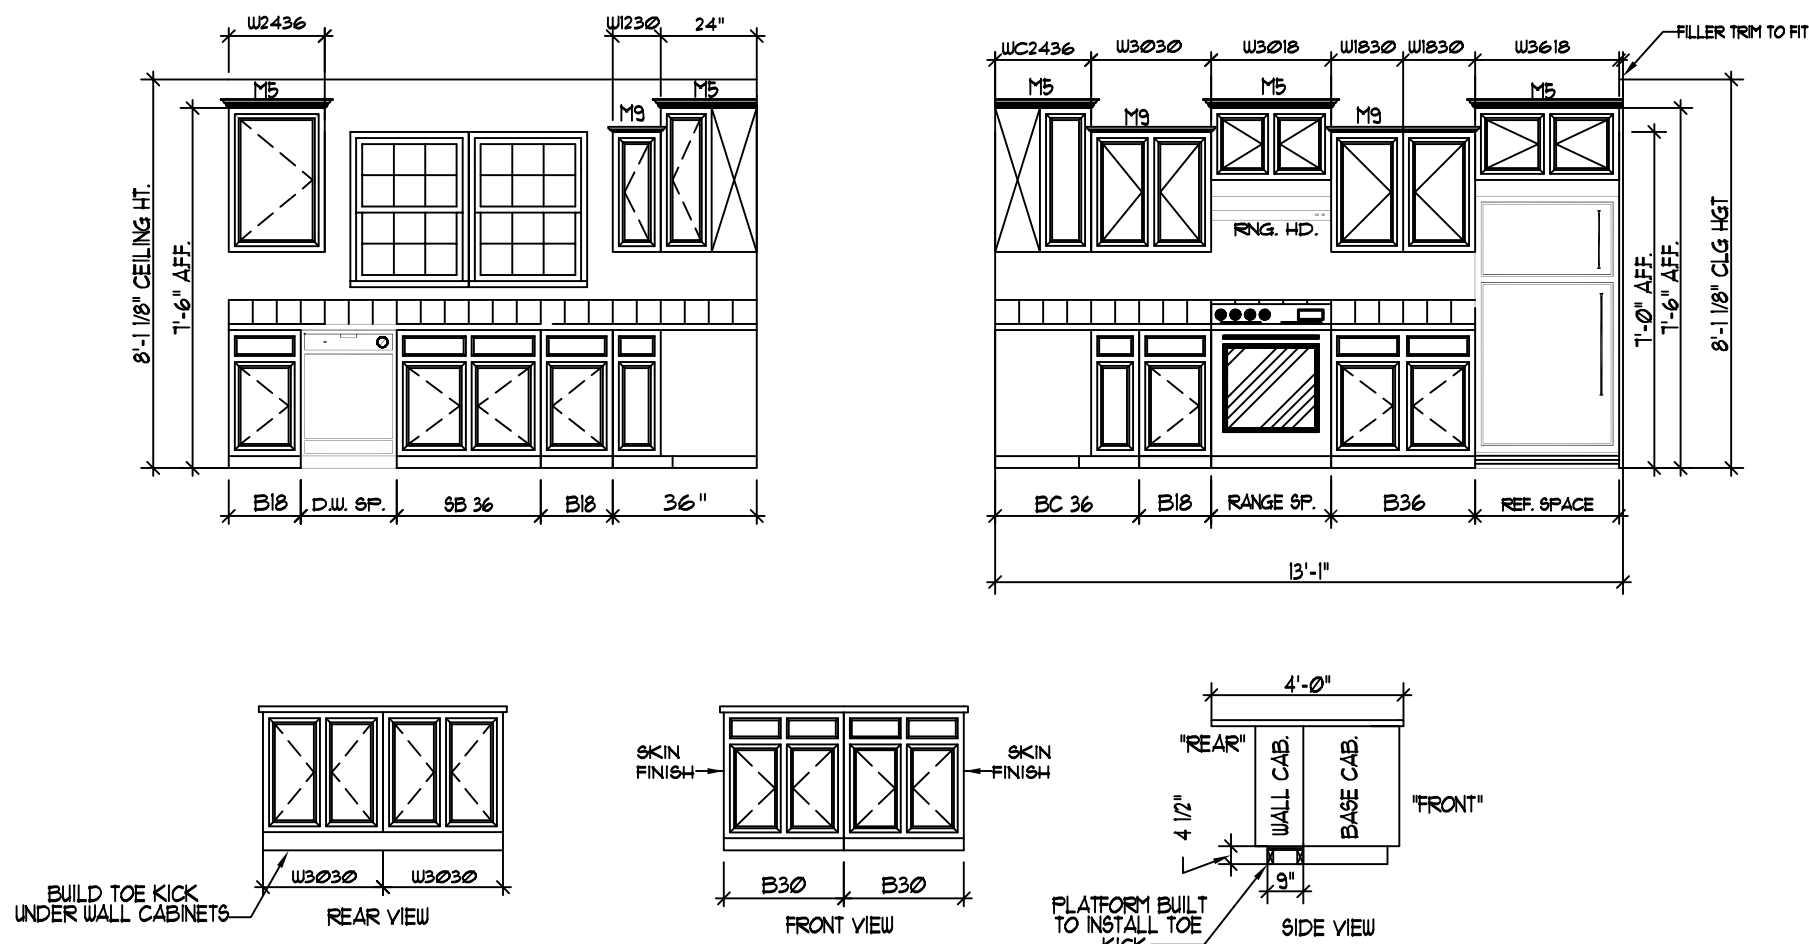 W2436
W1230
24"
M5
M9
M5
8'-1 1/8" CEILING HT.
7'-6" A.F.F.
B18
D.W. SP.
SB 36
B18
36"
WC2436
W3030
W3018
W1830
W1830
W3618
FILLER TRIM TO FIT
M5
M9
M5
M9
M5
RNG. HD.
7'-0" A.F.F.
7'-6" A.F.F.
8'-1 1/8" CLG HGT
BC 36
B18
RANGE SP.
B36
REF. SPACE
13'-1"
W3030
W3030
BUILD TOE KICK
UNDER WALL CABINETS
REAR VIEW
SKIN
FINISH
SKIN
FINISH
B30
B30
FRONT VIEW
4'-0"
"REAR"
WALL CAB.
BASE CAB.
"FRONT"
4 1/2"
9"
PLATFORM BUILT
TO INSTALL TOE
KICK
SIDE VIEW